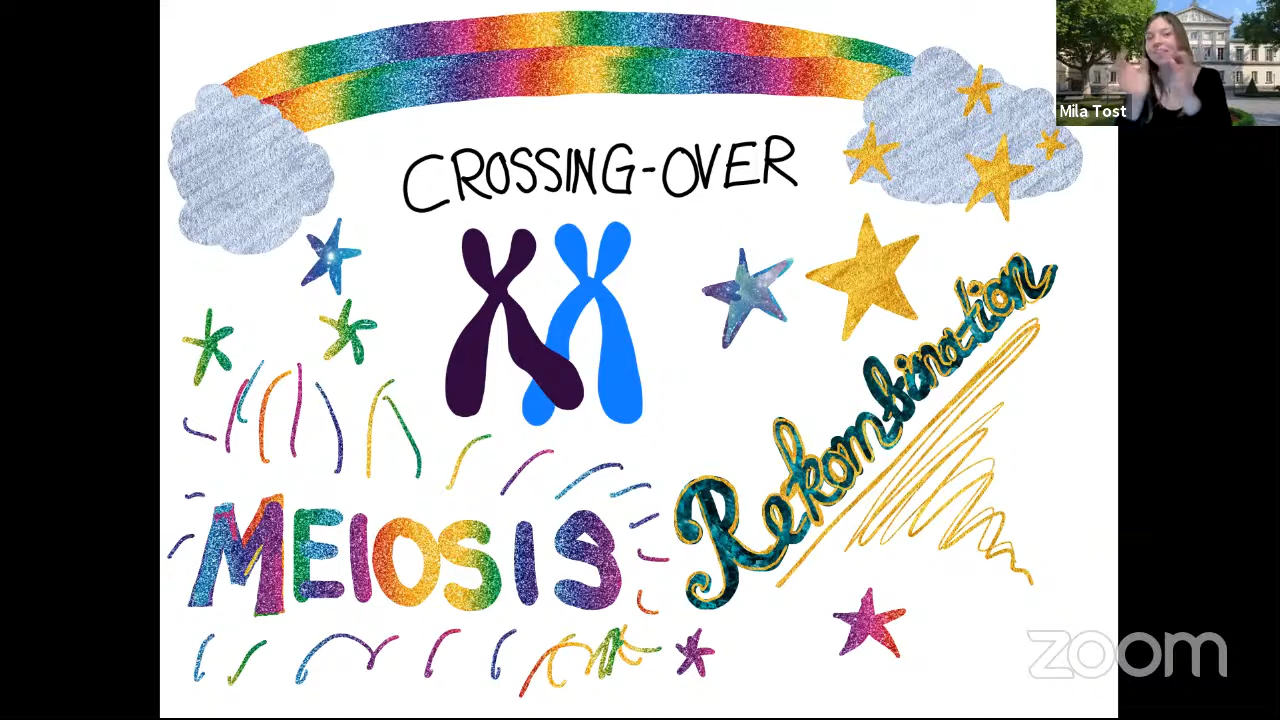 Mila Tost
CROSSING-OVER
Rekombination
MEIOSIS
zoom